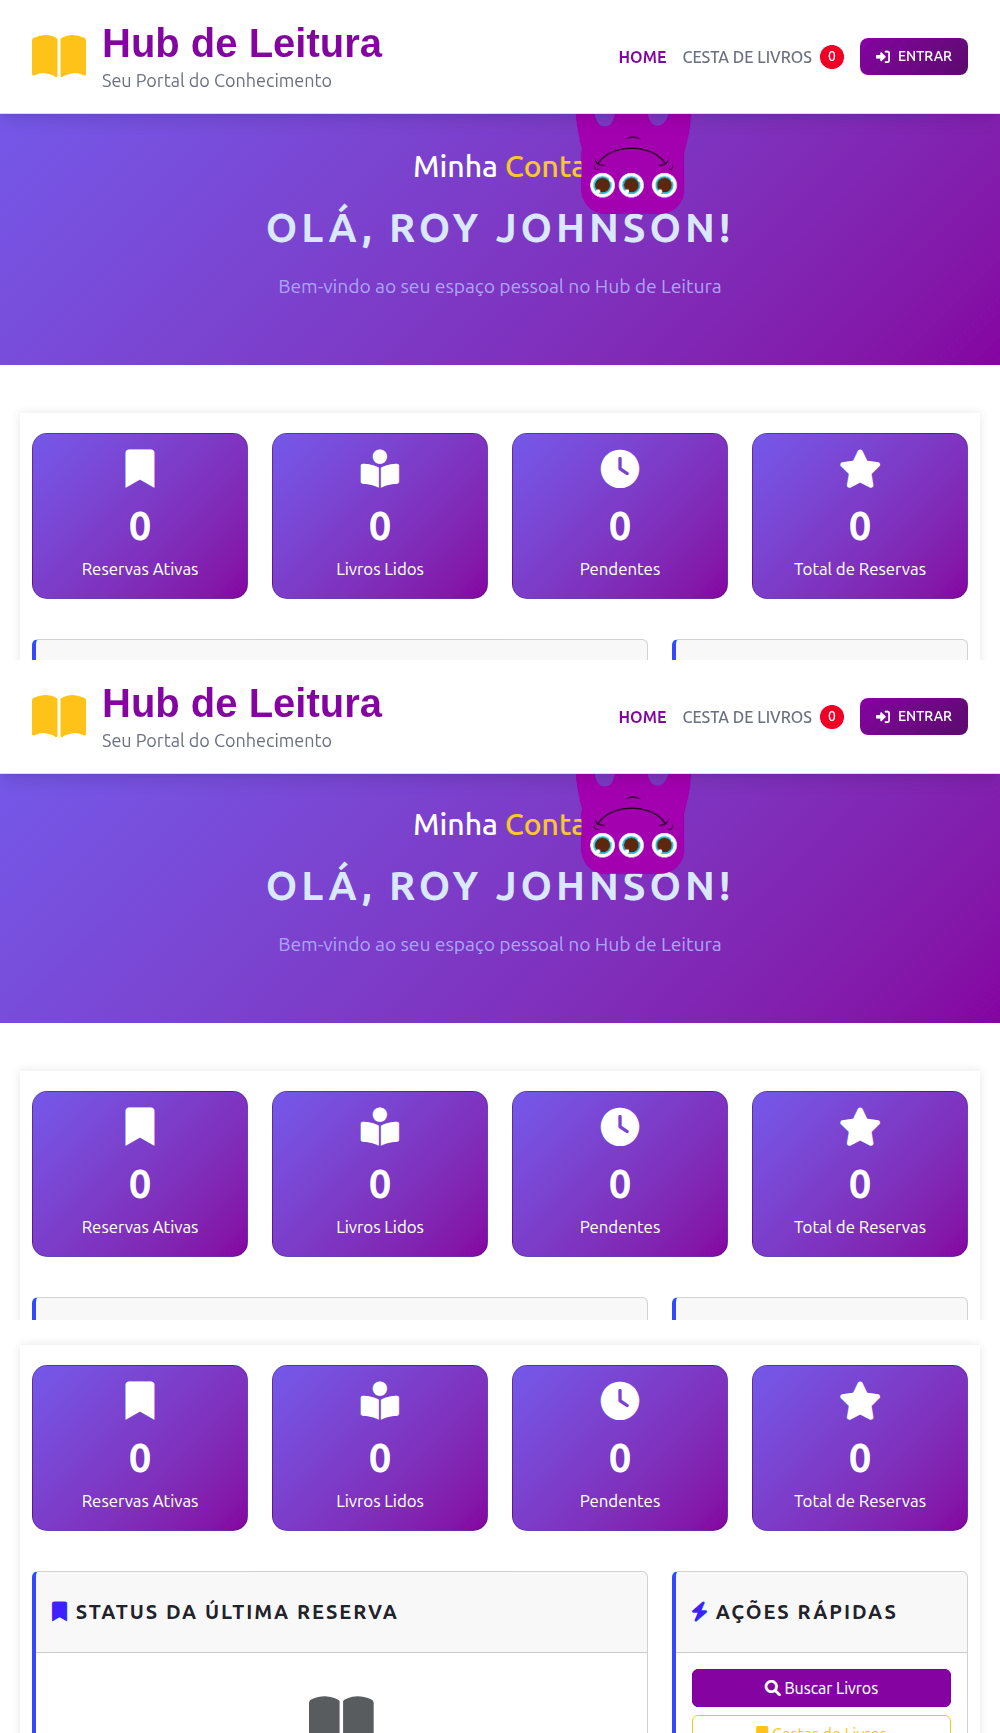 Hub de Leitura
Seu Portal do Conhecimento
HOME CESTA DE LIVROS 0 ENTRAR
Minha Conta
OLÁ, ROY JOHNSON!
Bem-vindo ao seu espaço pessoal no Hub de Leitura
0 0 0 0
Reservas Ativas Livros Lidos Pendentes Total de Reservas
Hub de Leitura
Seu Portal do Conhecimento
HOME CESTA DE LIVROS 0 ENTRAR
Minha Conta
OLÁ, ROY JOHNSON!
Bem-vindo ao seu espaço pessoal no Hub de Leitura
0 0 0 0
Reservas Ativas Livros Lidos Pendentes Total de Reservas
0 0 0 0
Reservas Ativas Livros Lidos Pendentes Total de Reservas
STATUS DA ÚLTIMA RESERVA AÇÕES RÁPIDAS
Buscar Livros
Cestas de Livros